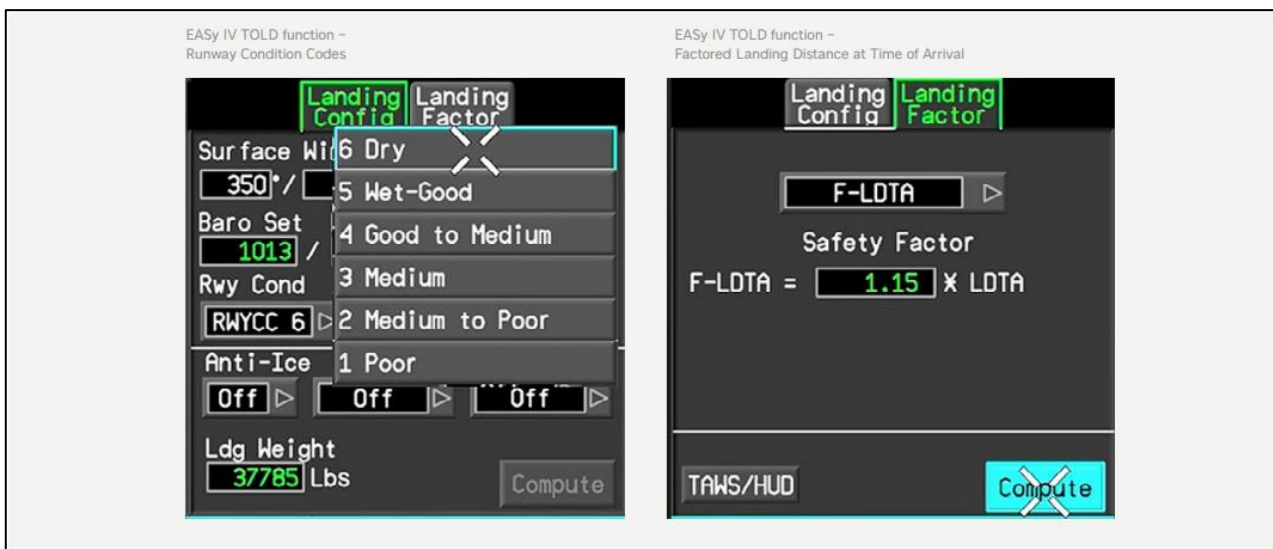 EASy IV TOLD function –
Runway Condition Codes
Landing Config
Landing Factor
Surface Wi
350°/
Baro Set
1013 /
Rwy Cond
RWYCC 6
6 Dry
5 Wet-Good
4 Good to Medium
3 Medium
2 Medium to Poor
1 Poor
Anti-Ice
Off Off Off
Ldg Weight
37785 Lbs
Compute
EASy IV TOLD function –
Factored Landing Distance at Time of Arrival
Landing Config
Landing Factor
F-LDTA
Safety Factor
F-LDTA = 1.15 * LDTA
TAWS/HUD
Compute